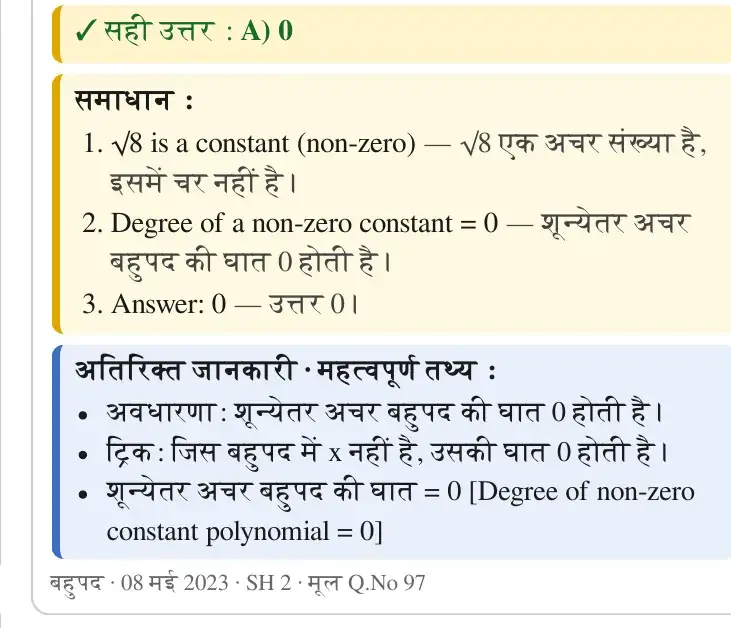 ✓ सही उत्तर : A) 0
समाधान :
1. √8 is a constant (non-zero) — √8 एक अचर संख्या है,
इसमें चर नहीं है।
2. Degree of a non-zero constant = 0 — शून्येतर अचर
बहुपद की घात 0 होती है।
3. Answer: 0 — उत्तर 0।
अतिरिक्त जानकारी · महत्वपूर्ण तथ्य :
• अवधारणा : शून्येतर अचर बहुपद की घात 0 होती है।
• ट्रिक : जिस बहुपद में x नहीं है, उसकी घात 0 होती है।
• शून्येतर अचर बहुपद की घात = 0 [Degree of non-zero
constant polynomial = 0]
बहुपद · 08 मई 2023 · SH 2 · मूल Q.No 97